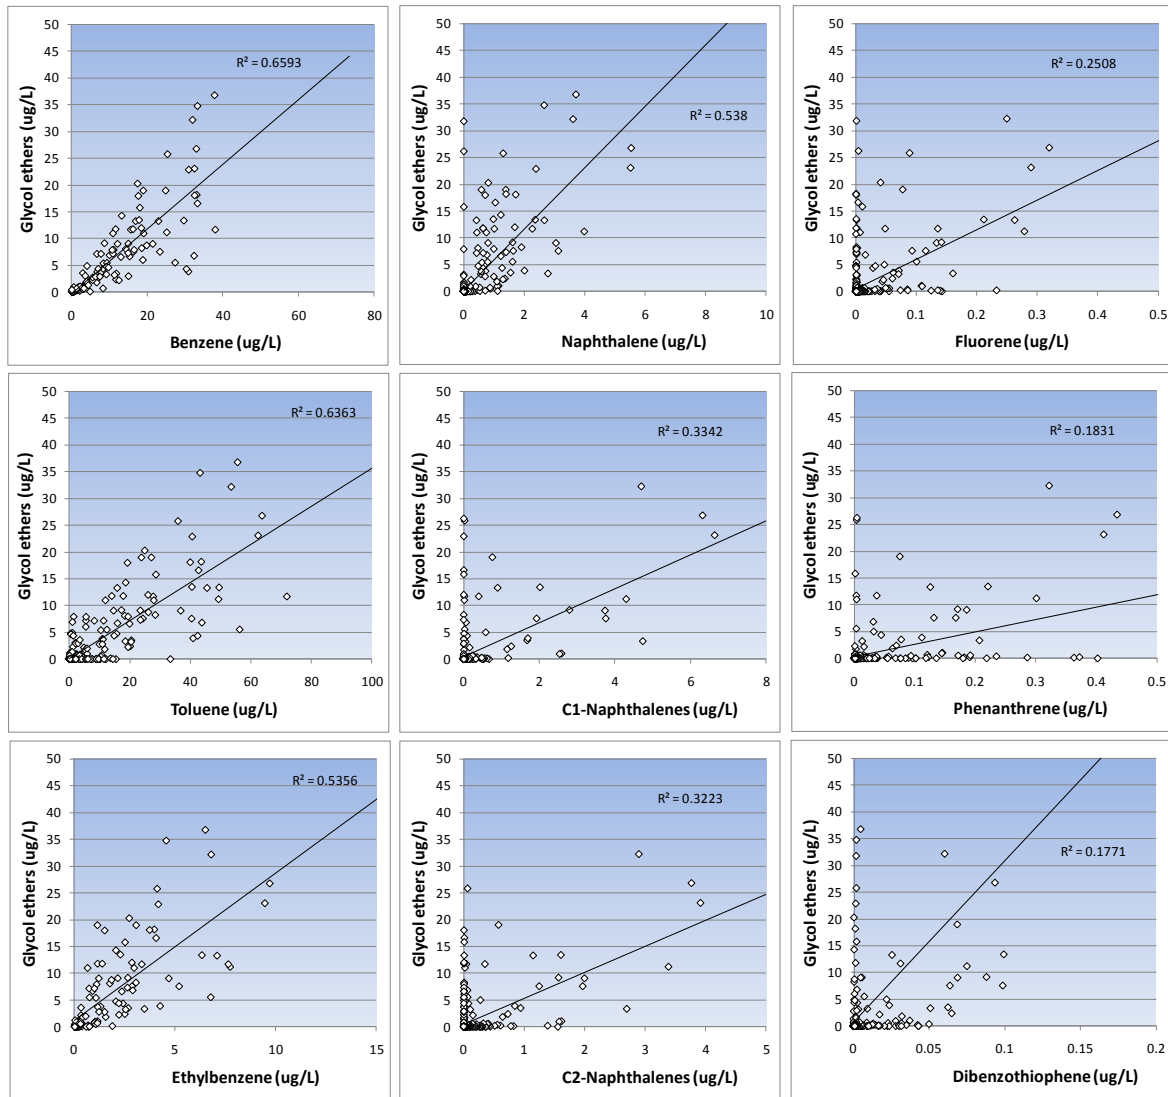 50
45
40
35
30
25
20
15
10
5
0
Glycol ethers (ug/L)
R² = 0.6593
0 20 40 60 80
Benzene (ug/L)
50
45
40
35
30
25
20
15
10
5
0
Glycol ethers (ug/L)
R² = 0.538
0 2 4 6 8 10
Naphthalene (ug/L)
50
45
40
35
30
25
20
15
10
5
0
Glycol ethers (ug/L)
R² = 0.2508
0 0.1 0.2 0.3 0.4 0.5
Fluorene (ug/L)
50
45
40
35
30
25
20
15
10
5
0
Glycol ethers (ug/L)
R² = 0.6363
0 20 40 60 80 100
Toluene (ug/L)
50
45
40
35
30
25
20
15
10
5
0
Glycol ethers (ug/L)
R² = 0.3342
0 2 4 6 8
C1-Naphthalenes (ug/L)
50
45
40
35
30
25
20
15
10
5
0
Glycol ethers (ug/L)
R² = 0.1831
0 0.1 0.2 0.3 0.4 0.5
Phenanthrene (ug/L)
50
45
40
35
30
25
20
15
10
5
0
Glycol ethers (ug/L)
R² = 0.5356
0 5 10 15
Ethylbenzene (ug/L)
50
45
40
35
30
25
20
15
10
5
0
Glycol ethers (ug/L)
R² = 0.3223
0 1 2 3 4 5
C2-Naphthalenes (ug/L)
50
45
40
35
30
25
20
15
10
5
0
Glycol ethers (ug/L)
R² = 0.1771
0 0.05 0.1 0.15 0.2
Dibenzothiophene (ug/L)